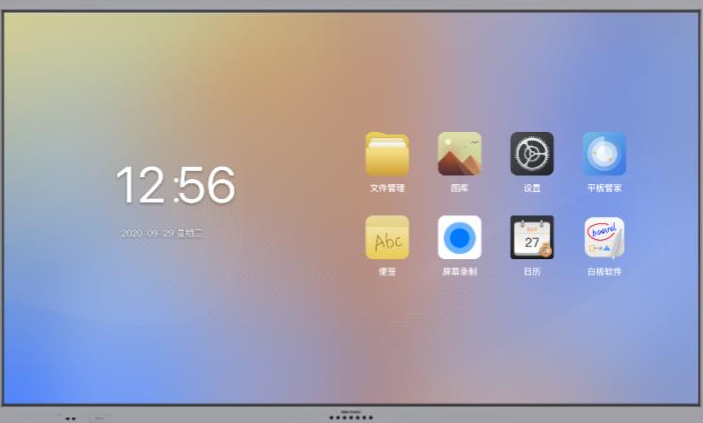 12:56
2020-09-29 星期二
文件管理
图库
设置
平板管家
Abc
27
board
便签
屏幕录制
日历
白板软件